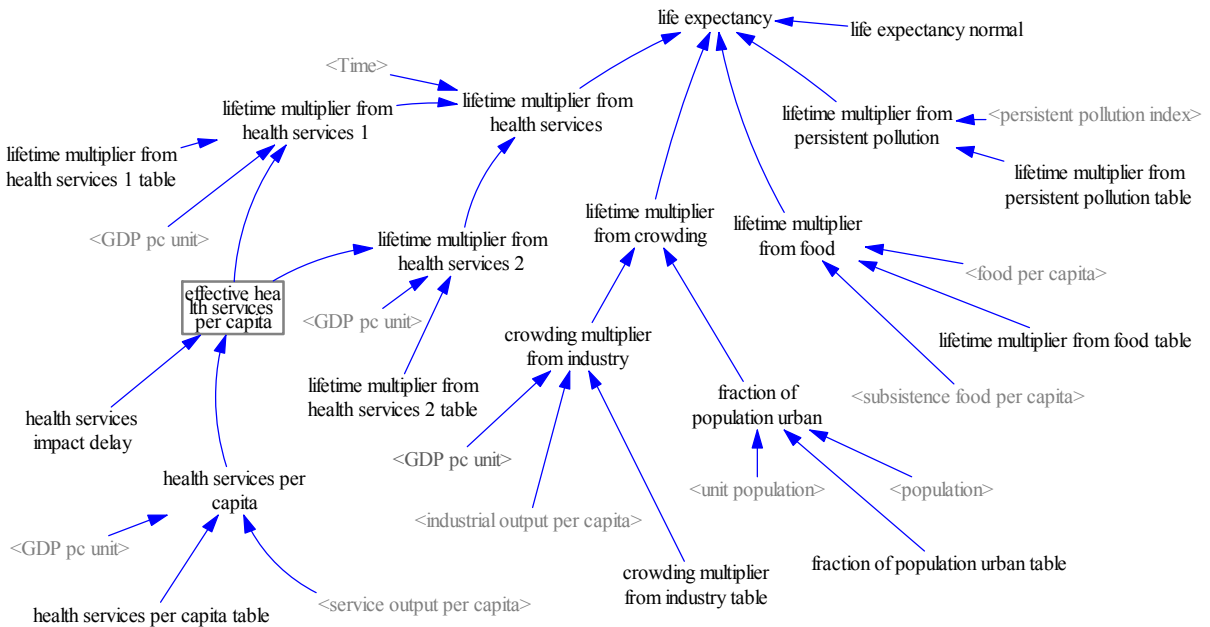 life expectancy
life expectancy normal
<Time>
lifetime multiplier from
health services 1
lifetime multiplier from
health services
lifetime multiplier from
persistent pollution
<persistent pollution index>
lifetime multiplier from
health services 1 table
lifetime multiplier from
persistent pollution table
<GDP pc unit>
lifetime multiplier from
health services 2
lifetime multiplier
from crowding
lifetime multiplier
from food
<food per capita>
effective hea
lth services
per capita
<GDP pc unit>
crowding multiplier
from industry
lifetime multiplier from food table
health services
impact delay
lifetime multiplier from
health services 2 table
fraction of
population urban
<subsistence food per capita>
<GDP pc unit>
health services per
capita
<unit population>
<population>
<industrial output per capita>
<GDP pc unit>
fraction of population urban table
crowding multiplier
from industry table
health services per capita table
<service output per capita>